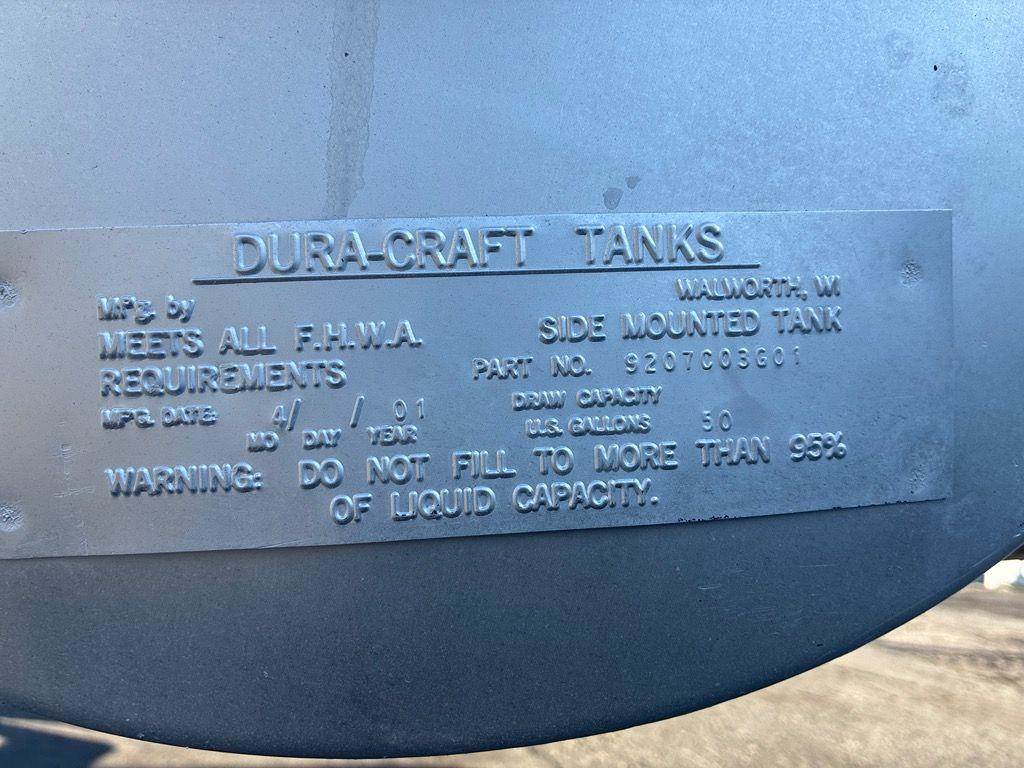 DURA-CRAFT TANKS
Mfg. by
WALWORTH, WI
MEETS ALL F.H.W.A.
REQUIREMENTS
SIDE MOUNTED TANK
PART NO. 9207C03G01
MFG. DATE: 4/ / 01
MO DAY YEAR
DRAW CAPACITY
U.S. GALLONS 50
WARNING: DO NOT FILL TO MORE THAN 95%
OF LIQUID CAPACITY.